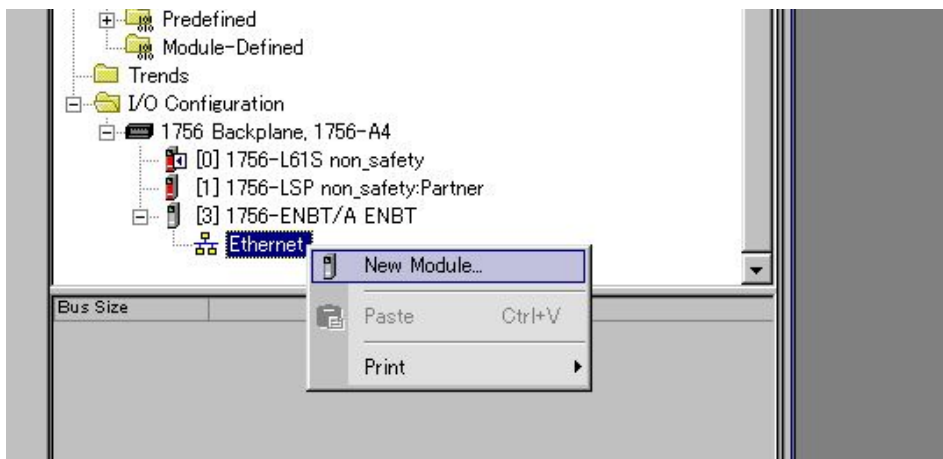 Predefined
Module-Defined
Trends
I/O Configuration
1756 Backplane, 1756-A4
[0] 1756-L61S non_safety
[1] 1756-LSP non_safety:Partner
[3] 1756-ENBT/A ENBT
Ethernet
New Module...
Bus Size
Paste Ctrl+V
Print